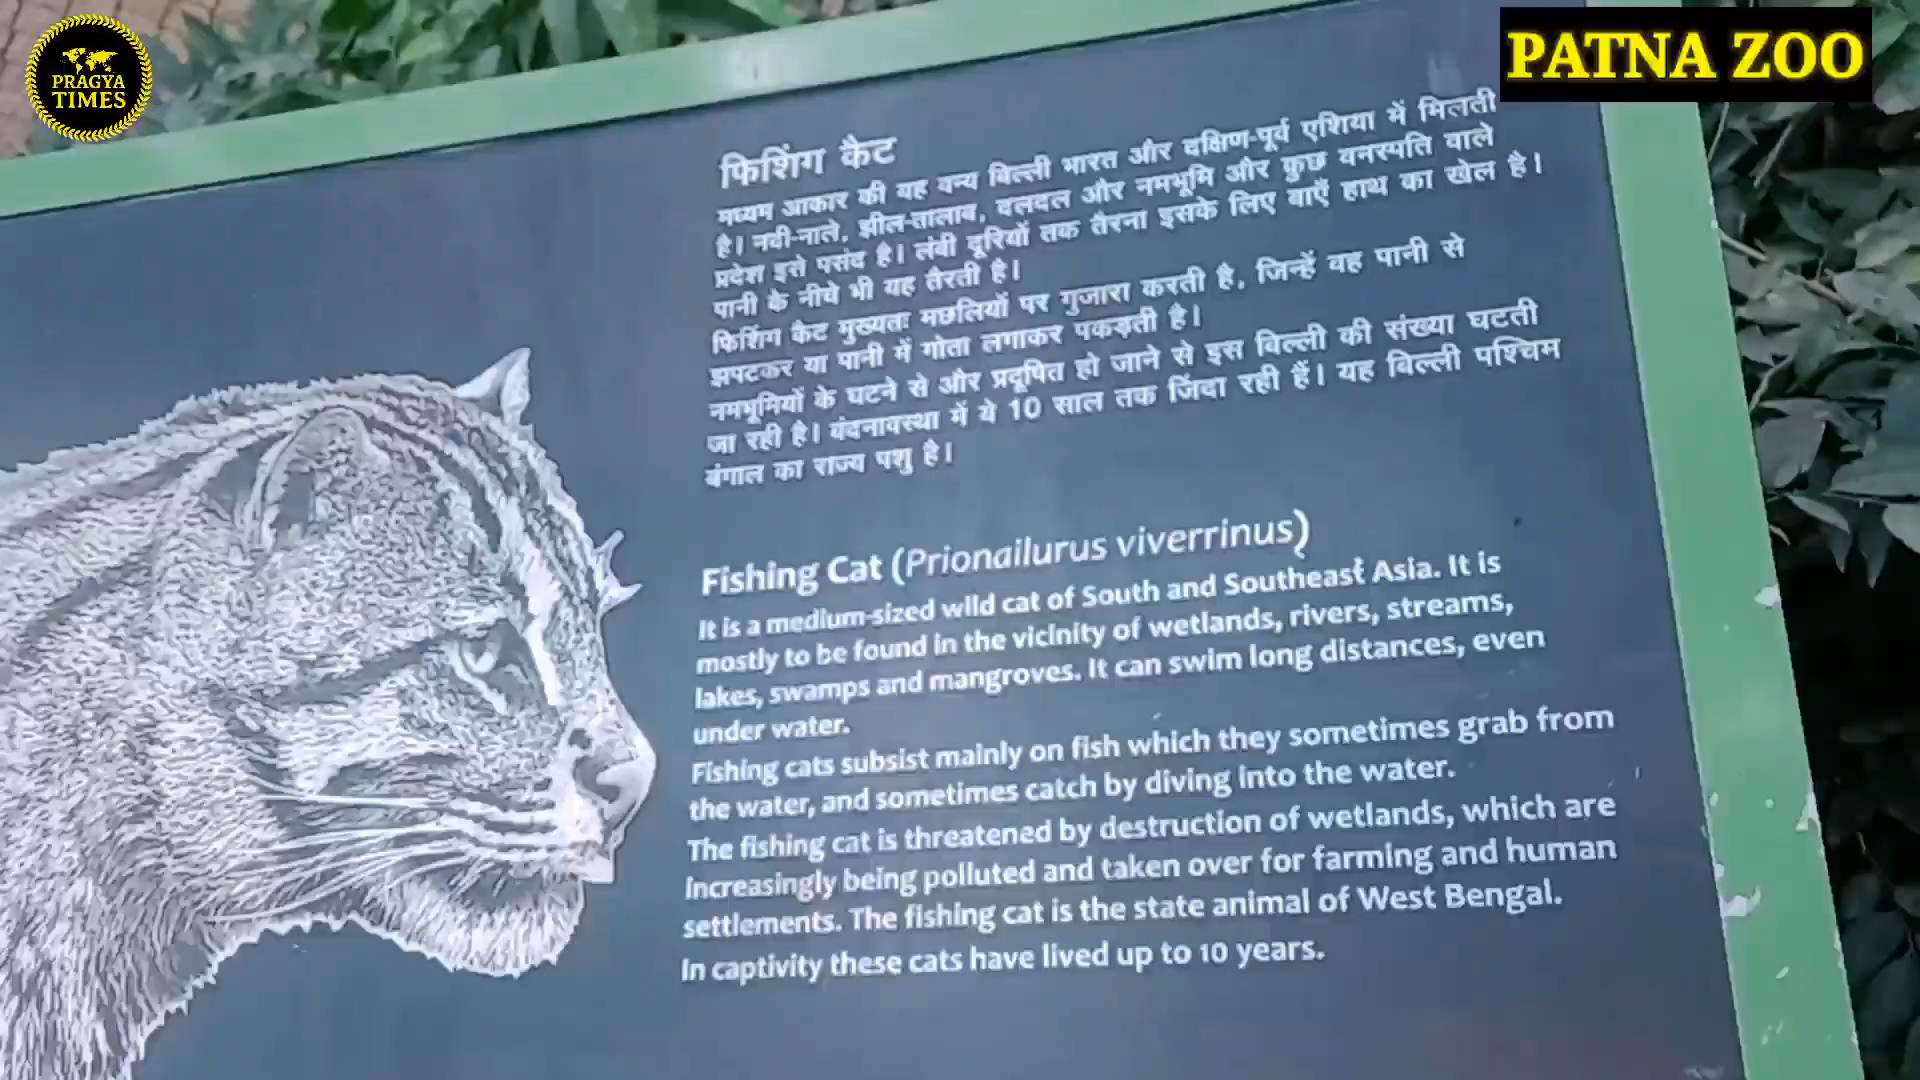 PRAGYA
TIMES
PATNA ZOO
फिशिंग कैट
मध्यम आकार की यह वन्य बिल्ली भारत और दक्षिण-पूर्व एशिया में मिलती
है। नदी-नाले, झील-तालाब, दलदल और नमभूमि और कुछ वनस्पति वाले
प्रदेश इसे पसंद है। लंबी दूरियों तक तैरना इसके लिए बाएँ हाथ का खेल है।
पानी के नीचे भी यह तैरती है।
फिशिंग कैट मुख्यतः मछलियों पर गुजारा करती है, जिन्हें वह पानी से
झपटकर या पानी में गोता लगाकर पकड़ती है।
नमभूमियों के घटने से और प्रदूषित हो जाने से इस बिल्ली की संख्या घटती
जा रही है। बंदनावस्था में ये 10 साल तक जिंदा रही हैं। यह बिल्ली पश्चिम
बंगाल का राज्य पशु है।
Fishing Cat (Prionailurus viverrinus)
It is a medium-sized wild cat of South and Southeast Asia. It is
mostly to be found in the vicinity of wetlands, rivers, streams,
lakes, swamps and mangroves. It can swim long distances, even
under water.
Fishing cats subsist mainly on fish which they sometimes grab from
the water, and sometimes catch by diving into the water.
The fishing cat is threatened by destruction of wetlands, which are
increasingly being polluted and taken over for farming and human
settlements. The fishing cat is the state animal of West Bengal.
In captivity these cats have lived up to 10 years.